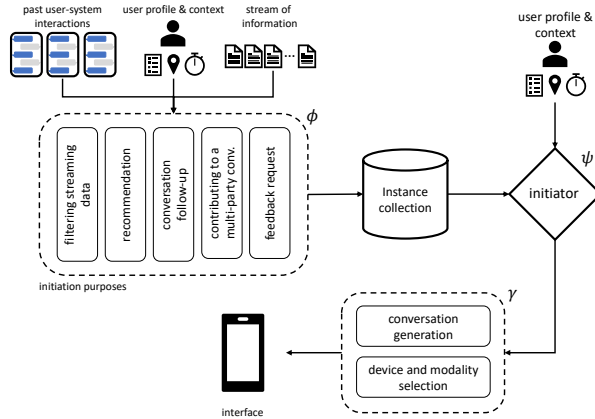 past user-system
interactions
user profile & context
stream of
information
user profile &
context
ϕ
filtering streaming
data
recommendation
conversation
follow-up
contributing to a
multi-party conv.
feedback request
initiation purposes
Instance
collection
ψ
initiator
γ
conversation
generation
device and modality
selection
interface